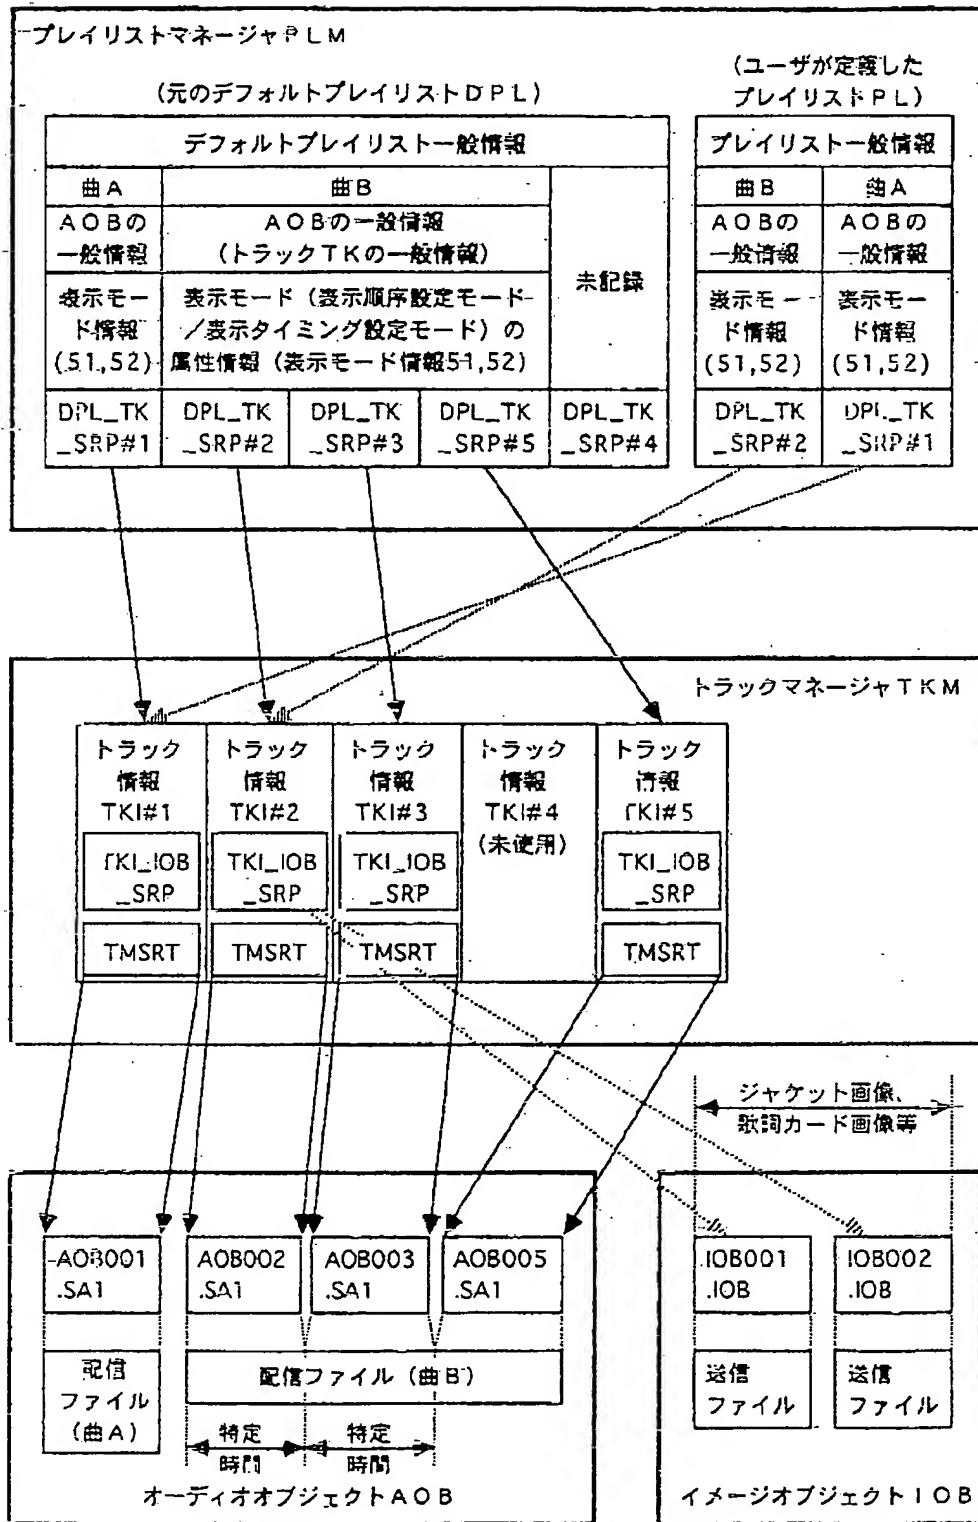 プレイリストマネージャPLM
(元のデフォルトプレイリストDPL)
(ユーザが定義した
プレイリストPL)
デフォルトプレイリスト一般情報
曲A
曲B
AOBの
一般情報
AOBの一般情報
(トラックTKの一般情報)
未記録
表示モー
ド情報
(51,52)
表示モード(表示順序設定モード
/表示タイミング設定モード)の
属性情報(表示モード情報51,52)
DPL_TK
_SRP#1
DPL_TK
_SRP#2
DPL_TK
_SRP#3
DPL_TK
_SRP#5
DPL_TK
_SRP#4
プレイリスト一般情報
曲B
曲A
AOBの
一般情報
AOBの
一般情報
表示モー
ド情報
(51,52)
表示モー
ド情報
(51,52)
DPL_TK
_SRP#2
DPL_TK
_SRP#1
トラックマネージャTKM
トラック
情報
TKI#1
TKI_IOB
_SRP
TMSRT
トラック
情報
TKI#2
TKI_IOB
_SRP
TMSRT
トラック
情報
TKI#3
TKI_IOB
_SRP
TMSRT
トラック
情報
TKI#4
(未使用)
トラック
情報
TKI#5
TKI_IOB
_SRP
TMSRT
ジャケット画像、
歌詞カード画像等
AOB001
.SA1
AOB002
.SA1
AOB003
.SA1
AOB005
.SA1
配信
ファイル
(曲A)
配信ファイル(曲B)
特定
時間
特定
時間
オーディオオブジェクトAOB
IOB001
.IOB
IOB002
.IOB
送信
ファイル
送信
ファイル
イメージオブジェクトIOB